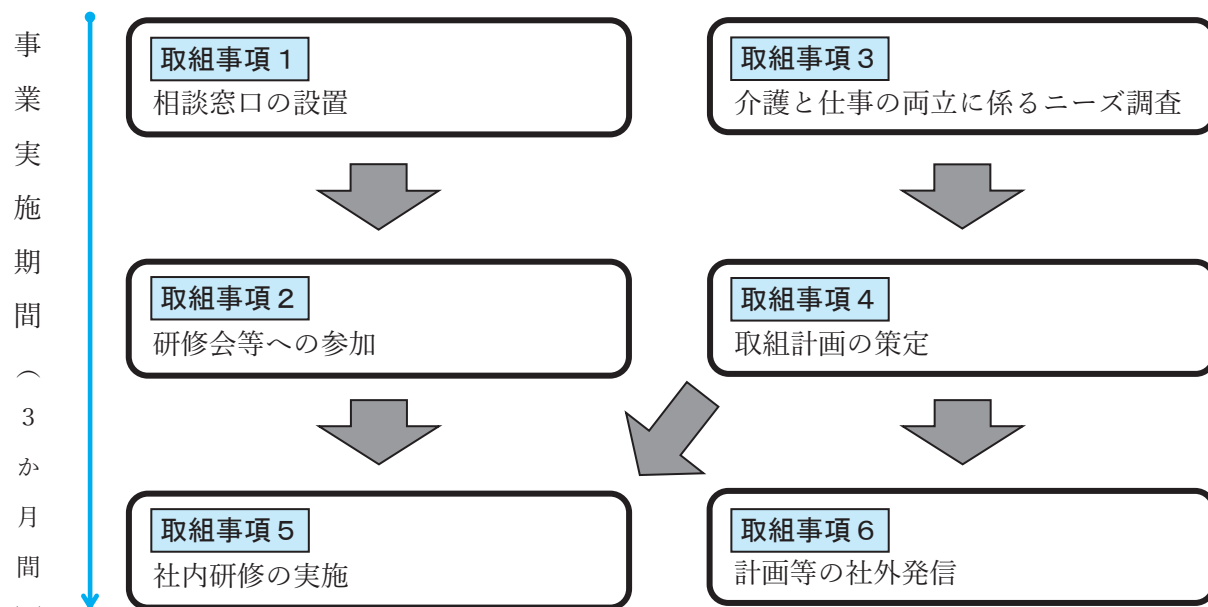 事業実施期間（3か月間
取組事項1
相談窓口の設置
取組事項3
介護と仕事の両立に係るニーズ調査
取組事項2
研修会等への参加
取組事項4
取組計画の策定
取組事項5
社内研修の実施
取組事項6
計画等の社外発信